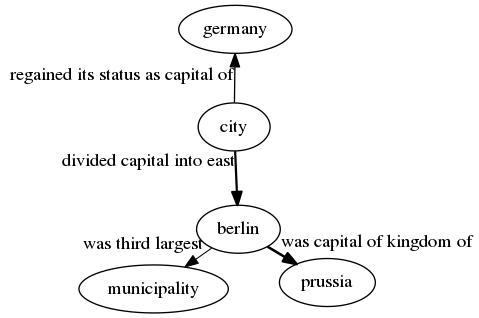 germany
regained its status as capital of
city
divided capital into east
berlin
was third largest
was capital of kingdom of
municipality
prussia